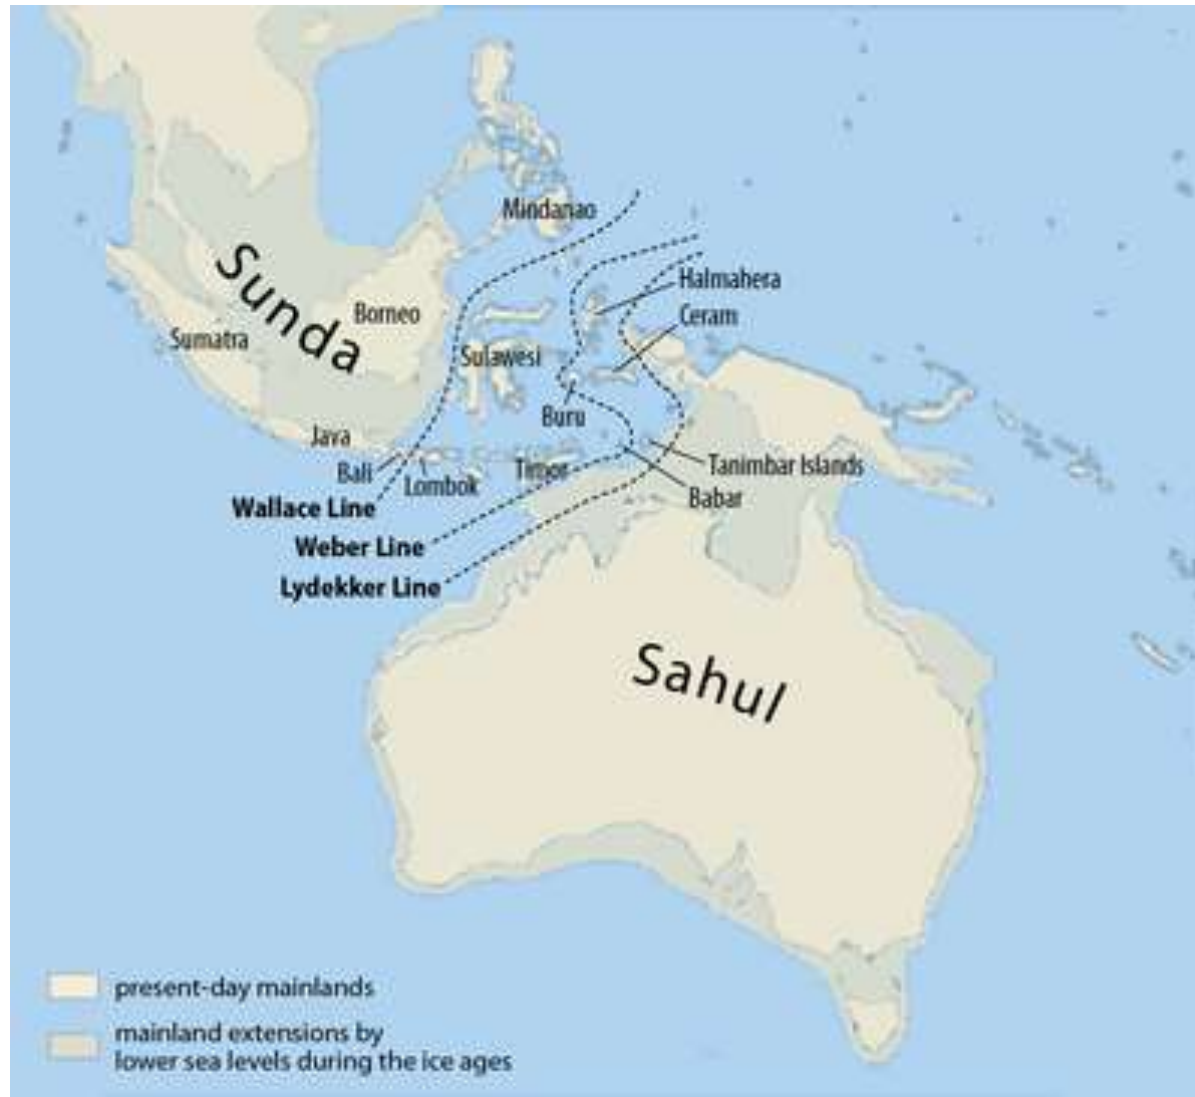 Mindanao
Sunda
Halmahera
Borneo
Ceram
Sumatra
Sulawesi
Buru
Java
Bali
Lombok
Timor
Tanimbar Islands
Babar
Wallace Line
Weber Line
Lydekker Line
Sahul
present-day mainlands
mainland extensions by
lower sea levels during the ice ages